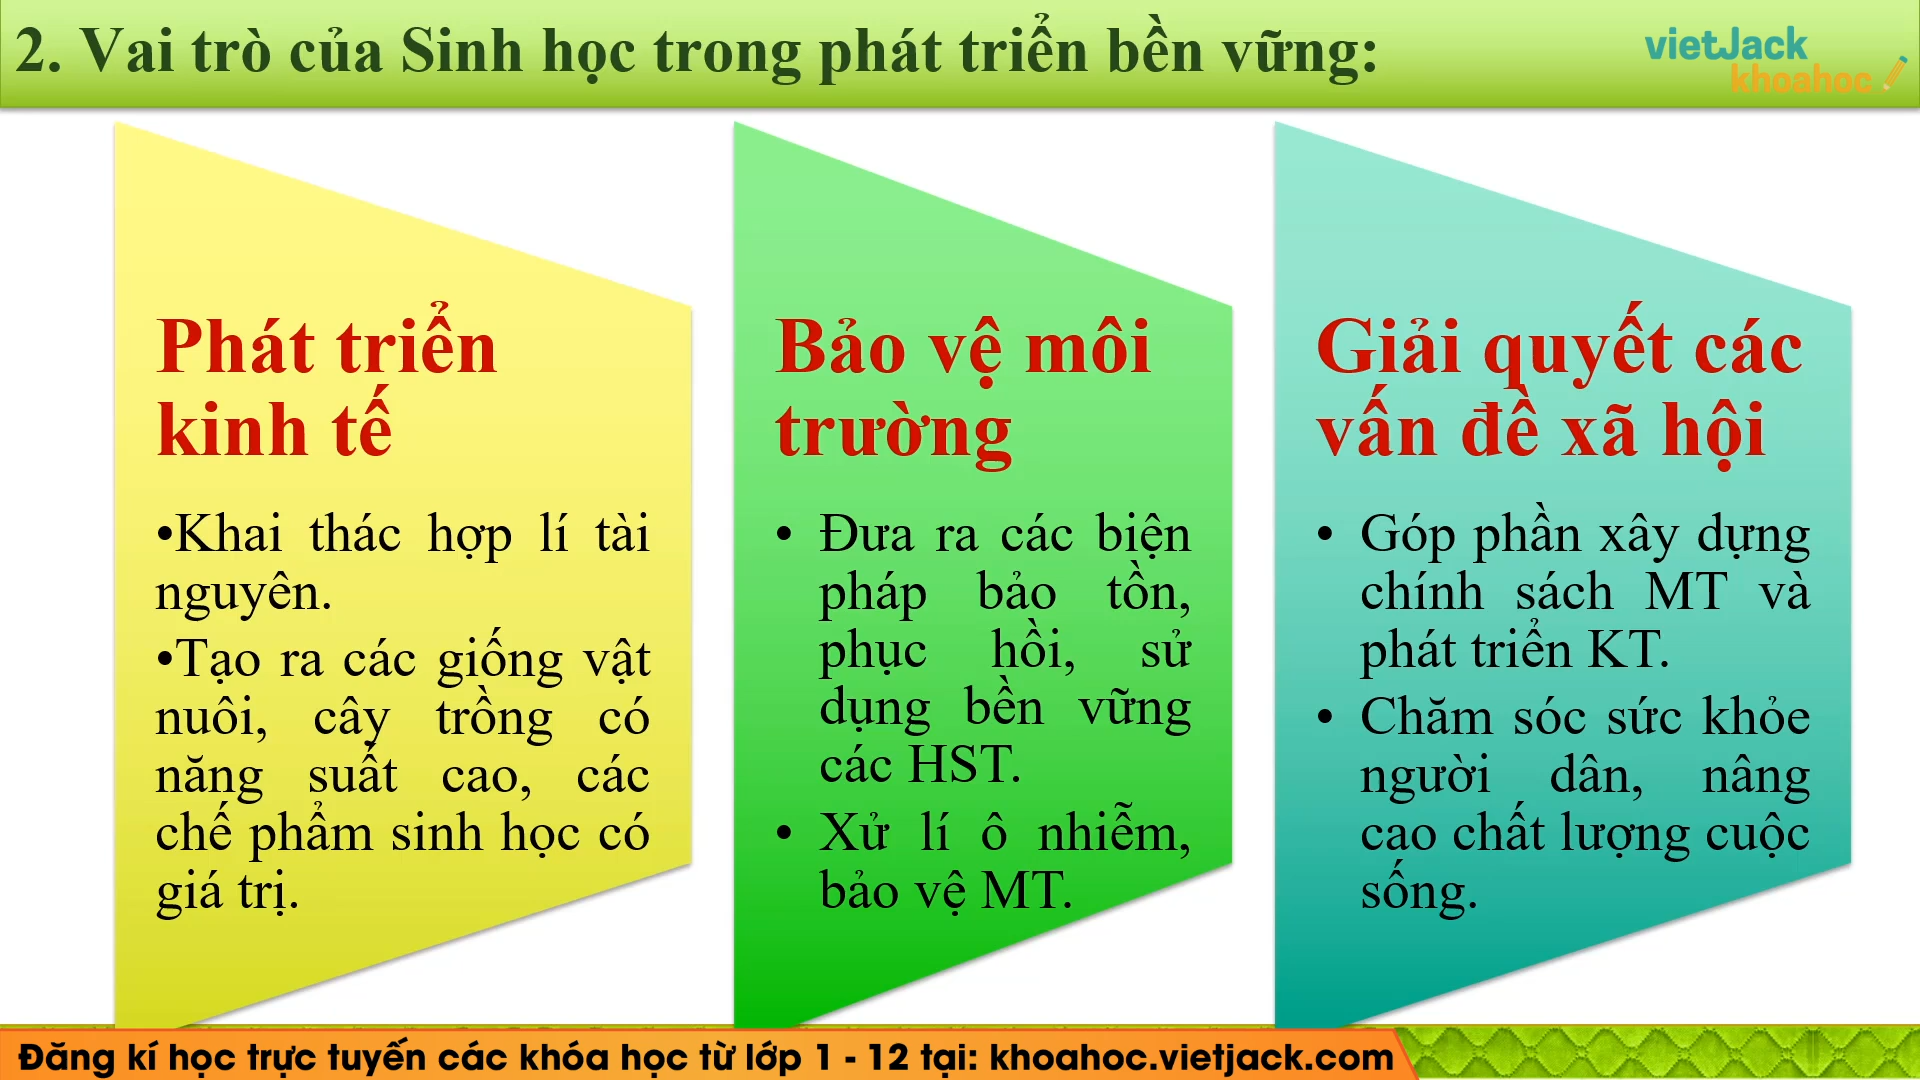 2. Vai trò của Sinh học trong phát triển bền vững:
vietJack
khoahoc
Phát triển
kinh tế
•Khai thác hợp lí tài
nguyên.
•Tạo ra các giống vật
nuôi, cây trồng có
năng suất cao, các
chế phẩm sinh học có
giá trị.
Bảo vệ môi
trường
• Đưa ra các biện
pháp bảo tồn,
phục hồi, sử
dụng bền vững
các HST.
• Xử lí ô nhiễm,
bảo vệ MT.
Giải quyết các
vấn đề xã hội
• Góp phần xây dựng
chính sách MT và
phát triển KT.
• Chăm sóc sức khỏe
người dân, nâng
cao chất lượng cuộc
sống.
Đăng kí học trực tuyến các khóa học từ lớp 1 - 12 tại: khoahoc.vietjack.com